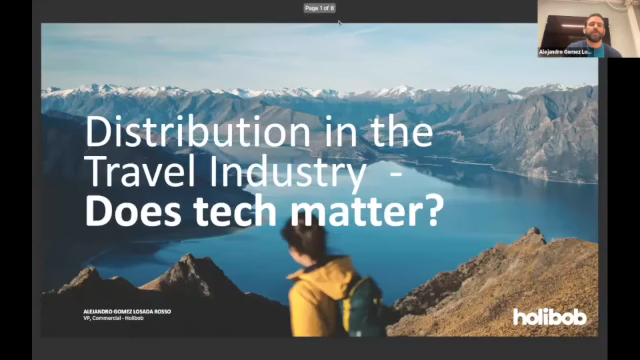 Page 1 of 8
Alejandro Gomez Lo...
Distribution in the
Travel Industry -
Does tech matter?
ALEJANDRO GOMEZ LOSADA ROSSO
VP, Commercial - Holibob
holibob